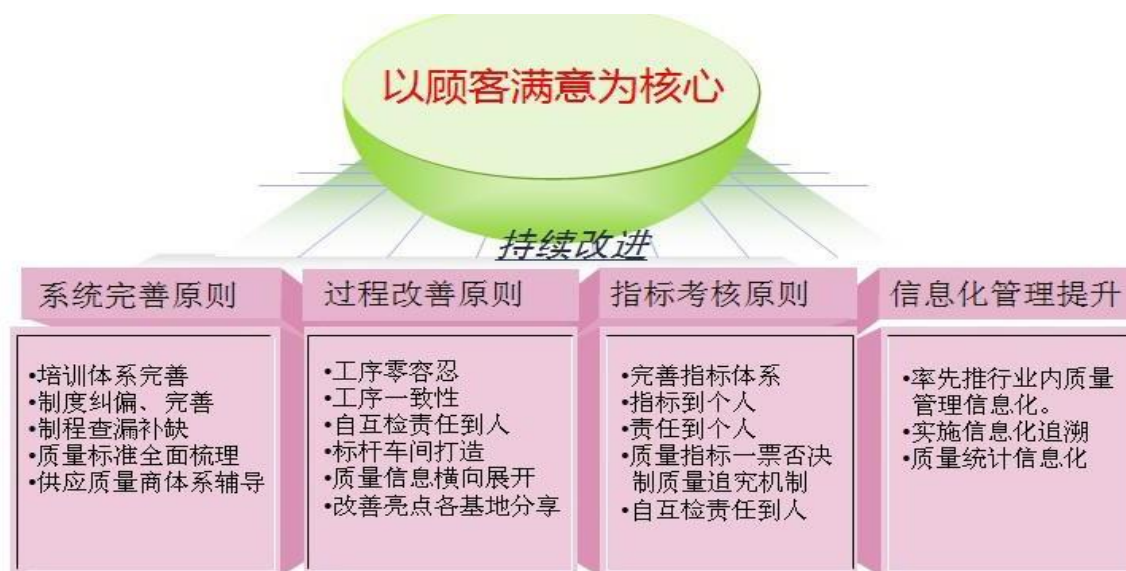 以顾客满意为核心
持续改进
系统完善原则
•培训体系完善
•制度纠偏、完善
•制程查漏补缺
•质量标准全面梳理
•供应质量商体系辅导
过程改善原则
•工序零容忍
•工序一致性
•自互检责任到人
•标杆车间打造
•质量信息横向展开
•改善亮点各基地分享
指标考核原则
•完善指标体系
•指标到个人
•责任到个人
•质量指标一票否决
制质量追究机制
•自互检责任到人
信息化管理提升
•率先推行业内质量
管理信息化。
•实施信息化追溯
•质量统计信息化